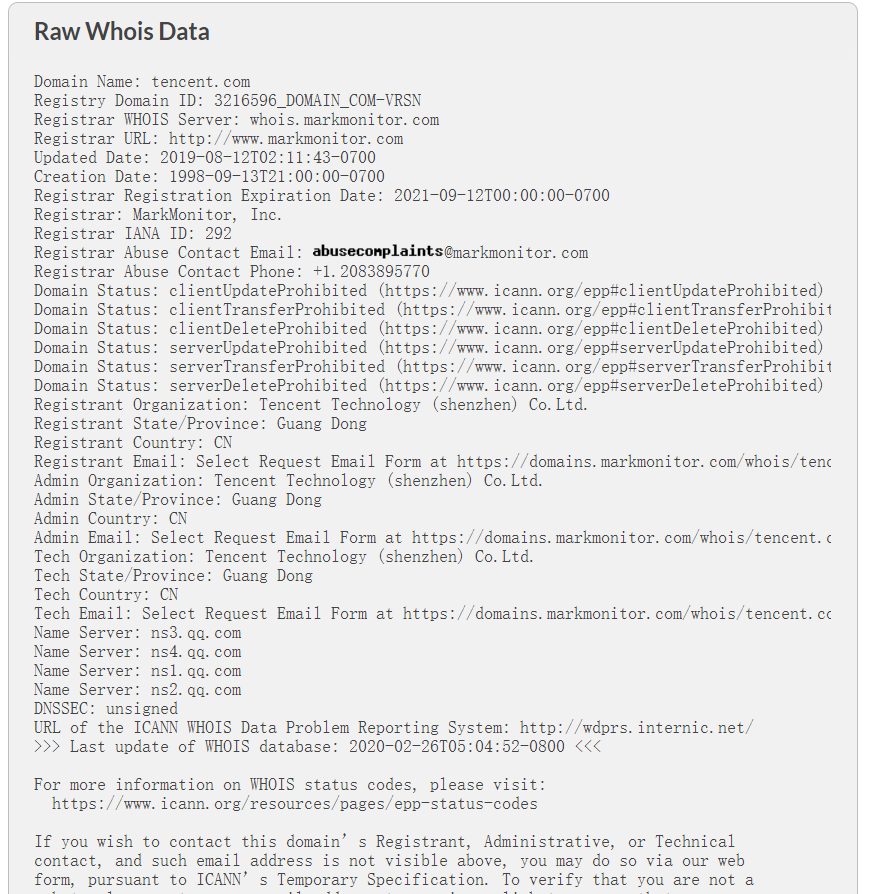 Raw Whois Data
Domain Name: tencent.com
Registry Domain ID: 3216596_DOMAIN_COM-VRSN
Registrar WHOIS Server: whois.markmonitor.com
Registrar URL: http://www.markmonitor.com
Updated Date: 2019-08-12T02:11:43-0700
Creation Date: 1998-09-13T21:00:00-0700
Registrar Registration Expiration Date: 2021-09-12T00:00:00-0700
Registrar: MarkMonitor, Inc.
Registrar IANA ID: 292
Registrar Abuse Contact Email: abusecomplaints@markmonitor.com
Registrar Abuse Contact Phone: +1.2083895770
Domain Status: clientUpdateProhibited (https://www.icann.org/epp#clientUpdateProhibited)
Domain Status: clientTransferProhibited (https://www.icann.org/epp#clientTransferProhibit
Domain Status: clientDeleteProhibited (https://www.icann.org/epp#clientDeleteProhibited)
Domain Status: serverUpdateProhibited (https://www.icann.org/epp#serverUpdateProhibited)
Domain Status: serverTransferProhibited (https://www.icann.org/epp#serverTransferProhibit
Domain Status: serverDeleteProhibited (https://www.icann.org/epp#serverDeleteProhibited)
Registrant Organization: Tencent Technology (shenzhen) Co.Ltd.
Registrant State/Province: Guang Dong
Registrant Country: CN
Registrant Email: Select Request Email Form at https://domains.markmonitor.com/whois/tenc
Admin Organization: Tencent Technology (shenzhen) Co.Ltd.
Admin State/Province: Guang Dong
Admin Country: CN
Admin Email: Select Request Email Form at https://domains.markmonitor.com/whois/tencent.c
Tech Organization: Tencent Technology (shenzhen) Co.Ltd.
Tech State/Province: Guang Dong
Tech Country: CN
Tech Email: Select Request Email Form at https://domains.markmonitor.com/whois/tencent.co
Name Server: ns3.qq.com
Name Server: ns4.qq.com
Name Server: ns1.qq.com
Name Server: ns2.qq.com
DNSSEC: unsigned
URL of the ICANN WHOIS Data Problem Reporting System: http://wdprs.internic.net/
>>> Last update of WHOIS database: 2020-02-26T05:04:52-0800 <<<
For more information on WHOIS status codes, please visit:
https://www.icann.org/resources/pages/epp-status-codes
If you wish to contact this domain’s Registrant, Administrative, or Technical
contact, and such email address is not visible above, you may do so via our web
form, pursuant to ICANN’s Temporary Specification. To verify that you are not a